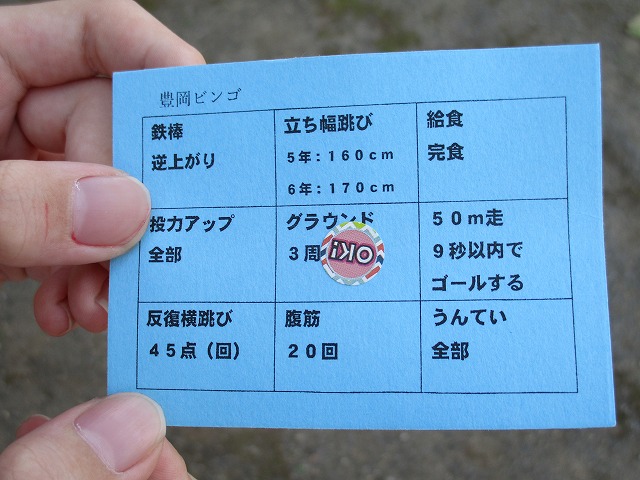 豊岡ビンゴ
鉄棒
逆上がり
立ち幅跳び
5年:160cm
6年:170cm
給食
完食
投力アップ
全部
グラウンド
3周
OK!
50m走
9秒以内で
ゴールする
反復横跳び
45点(回)
腹筋
20回
うんてい
全部